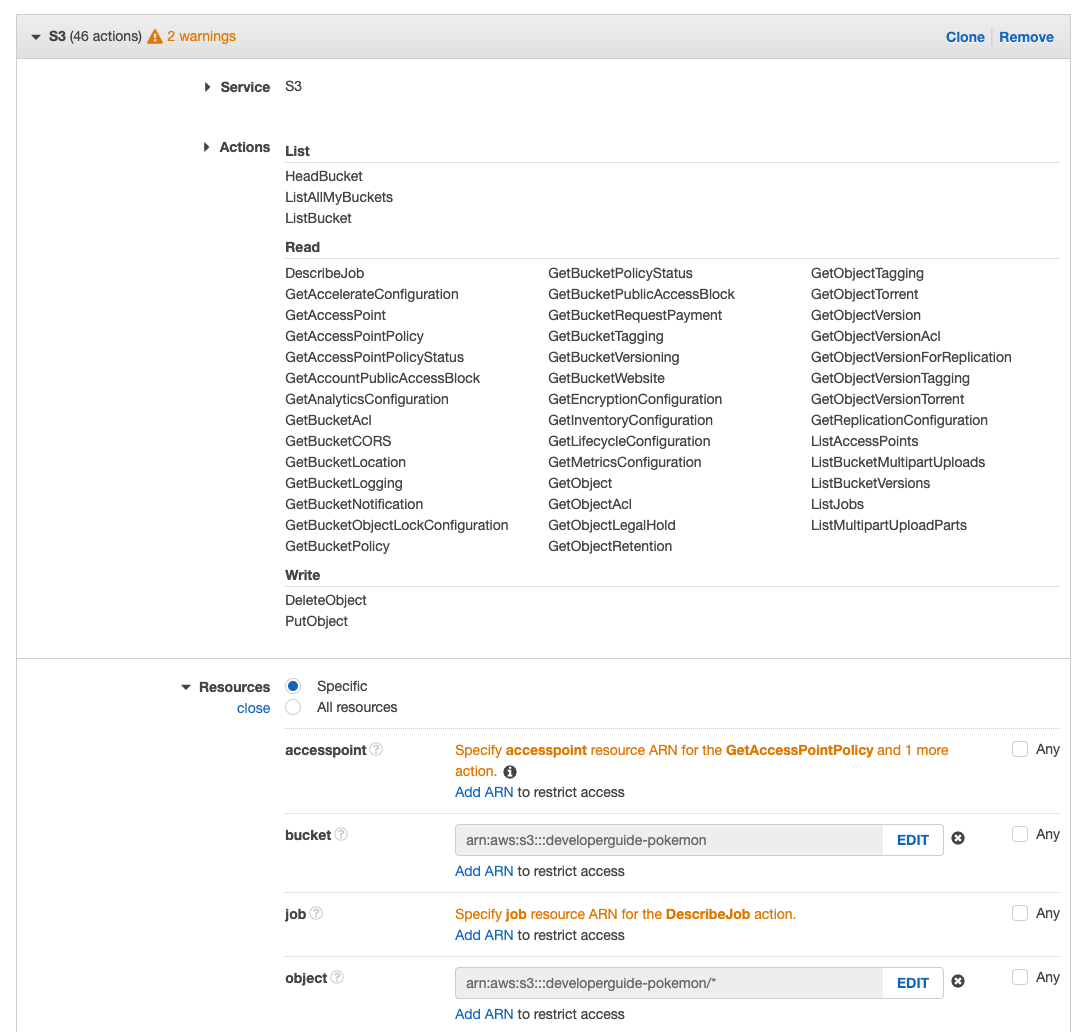 S3 (46 actions) 2 warnings Clone Remove
Service S3
Actions List
HeadBucket
ListAllMyBuckets
ListBucket
Read
DescribeJob GetBucketPolicyStatus GetObjectTagging
GetAccelerateConfiguration GetBucketPublicAccessBlock GetObjectTorrent
GetAccessPoint GetBucketRequestPayment GetObjectVersion
GetAccessPointPolicy GetBucketTagging GetObjectVersionAcl
GetAccessPointPolicyStatus GetBucketVersioning GetObjectVersionForReplication
GetAccountPublicAccessBlock GetBucketWebsite GetObjectVersionTagging
GetAnalyticsConfiguration GetEncryptionConfiguration GetObjectVersionTorrent
GetBucketAcl GetInventoryConfiguration GetReplicationConfiguration
GetBucketCORS GetLifecycleConfiguration ListAccessPoints
GetBucketLocation GetMetricsConfiguration ListBucketMultipartUploads
GetBucketLogging GetObject ListBucketVersions
GetBucketNotification GetObjectAcl ListJobs
GetBucketObjectLockConfiguration GetObjectLegalHold ListMultipartUploadParts
GetBucketPolicy GetObjectRetention
Write
DeleteObject
PutObject
Resources Specific
close All resources
accesspoint ? Specify accesspoint resource ARN for the GetAccessPointPolicy and 1 more Any
action. i
Add ARN to restrict access
bucket ? arn:aws:s3:::developerguide-pokemon EDIT Any
Add ARN to restrict access
job ? Specify job resource ARN for the DescribeJob action. Any
Add ARN to restrict access
object ? arn:aws:s3:::developerguide-pokemon/* EDIT Any
Add ARN to restrict access